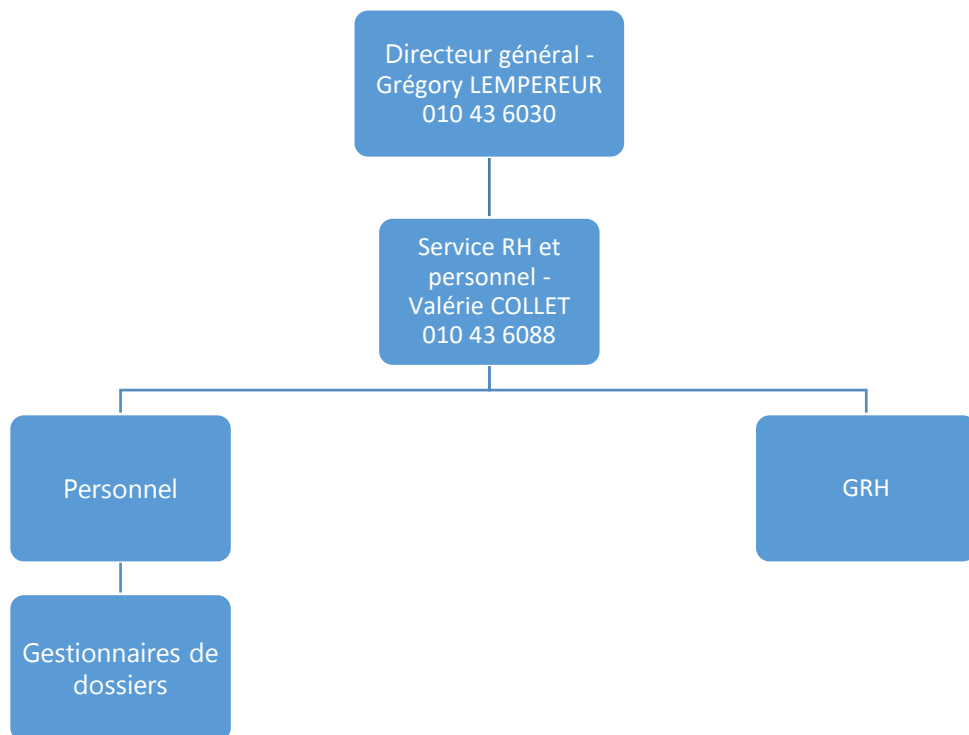 Directeur général -
Grégory LEMPEREUR
010 43 6030
Service RH et
personnel -
Valérie COLLET
010 43 6088
Personnel
GRH
Gestionnaires de
dossiers